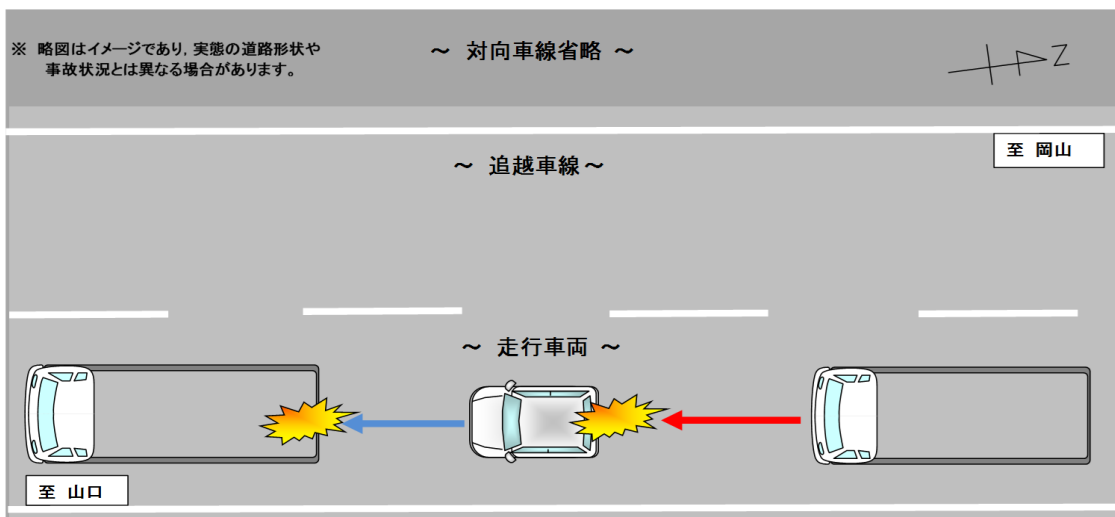 ※ 略図はイメージであり，実態の道路形状や
事故状況とは異なる場合があります。
～ 対向車線省略 ～
Z
至 岡山
～ 追越車線～
～ 走行車両 ～
至 山口